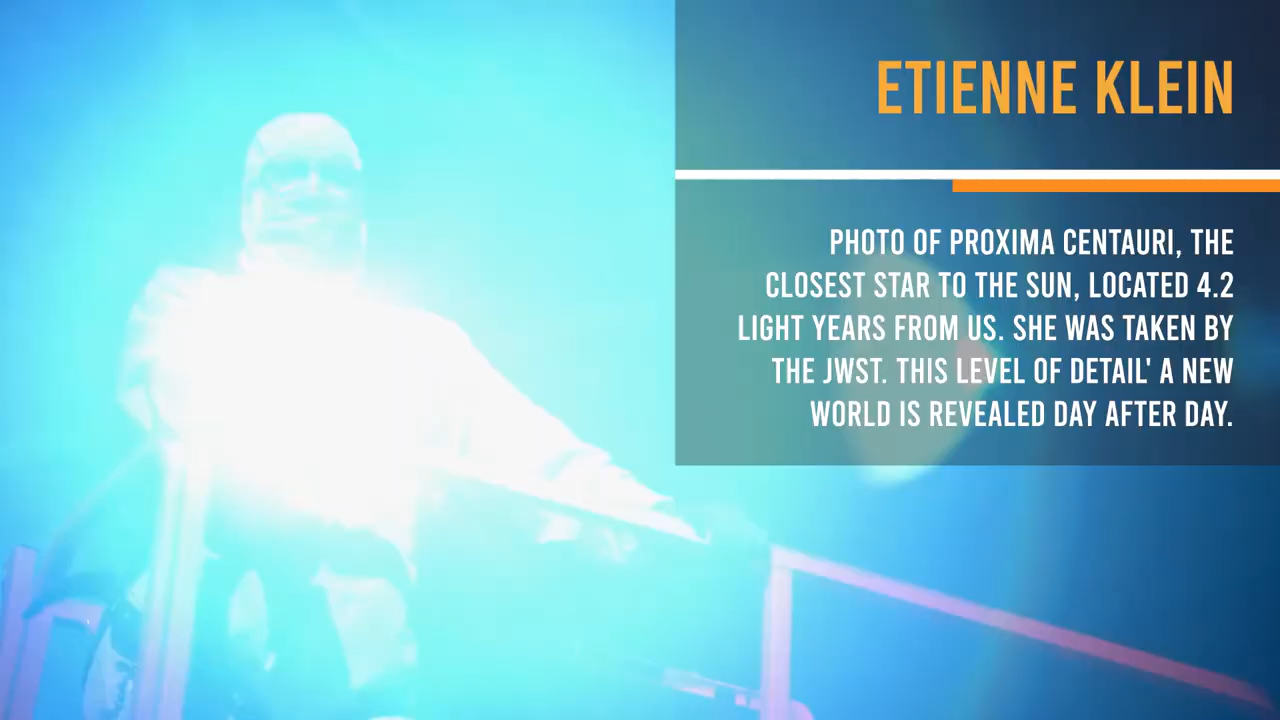 ETIENNE KLEIN
PHOTO OF PROXIMA CENTAURI, THE
CLOSEST STAR TO THE SUN, LOCATED 4.2
LIGHT YEARS FROM US. SHE WAS TAKEN BY
THE JWST. THIS LEVEL OF DETAIL' A NEW
WORLD IS REVEALED DAY AFTER DAY.